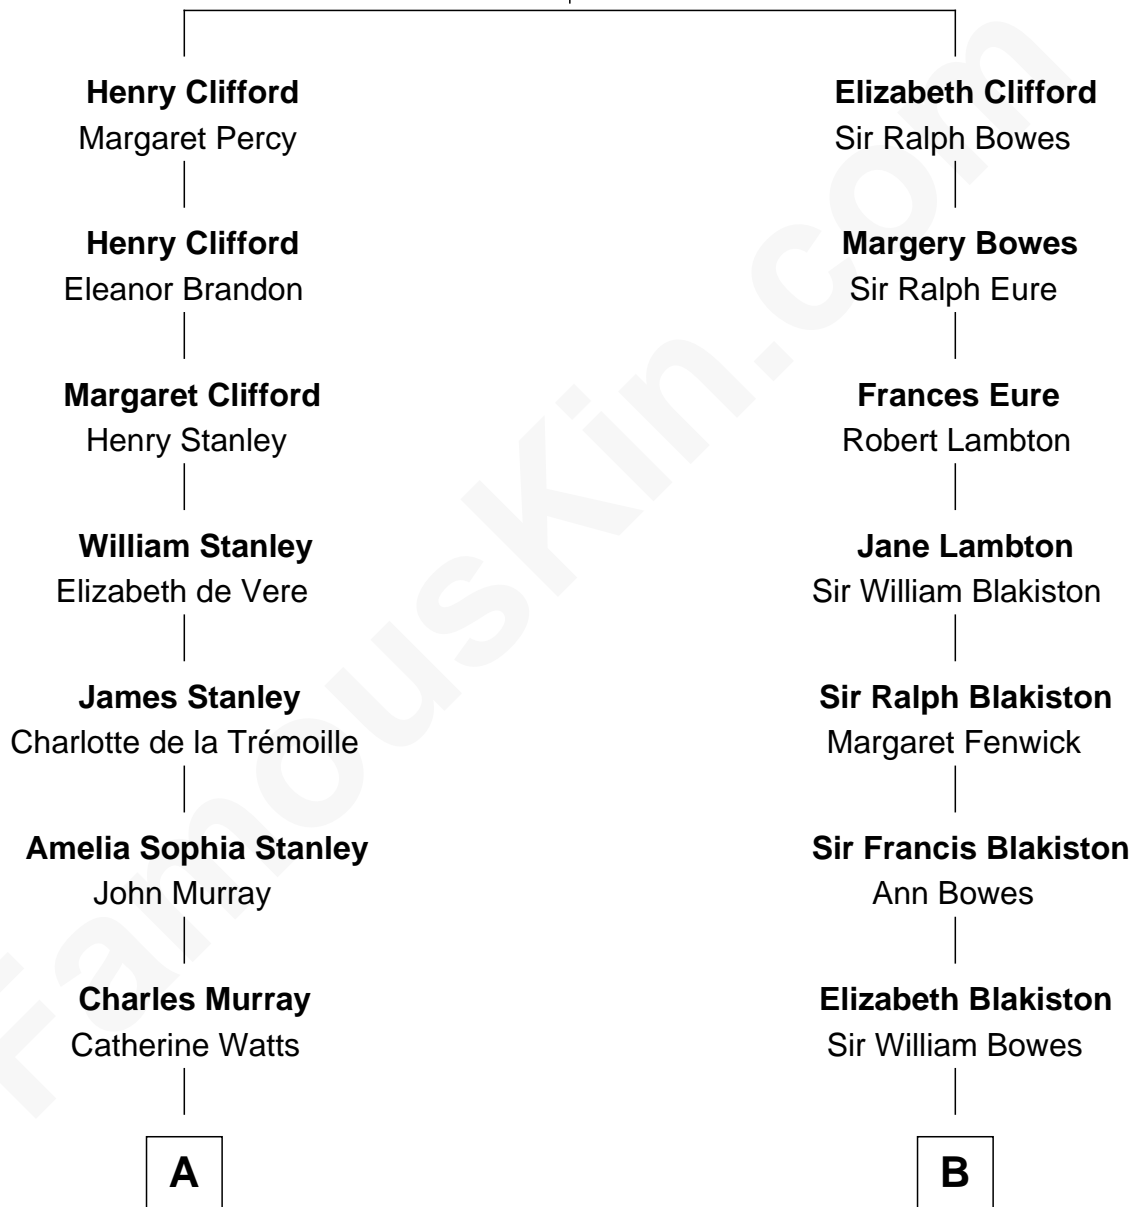 Henry Clifford
Margaret Percy
Henry Clifford
Eleanor Brandon
Margaret Clifford
Henry Stanley
William Stanley
Elizabeth de Vere
James Stanley
Charlotte de la Trémoille
Amelia Sophia Stanley
John Murray
Charles Murray
Catherine Watts
A
Elizabeth Clifford
Sir Ralph Bowes
Margery Bowes
Sir Ralph Eure
Frances Eure
Robert Lambton
Jane Lambton
Sir William Blakiston
Sir Ralph Blakiston
Margaret Fenwick
Sir Francis Blakiston
Ann Bowes
Elizabeth Blakiston
Sir William Bowes
B
FamousKin.com